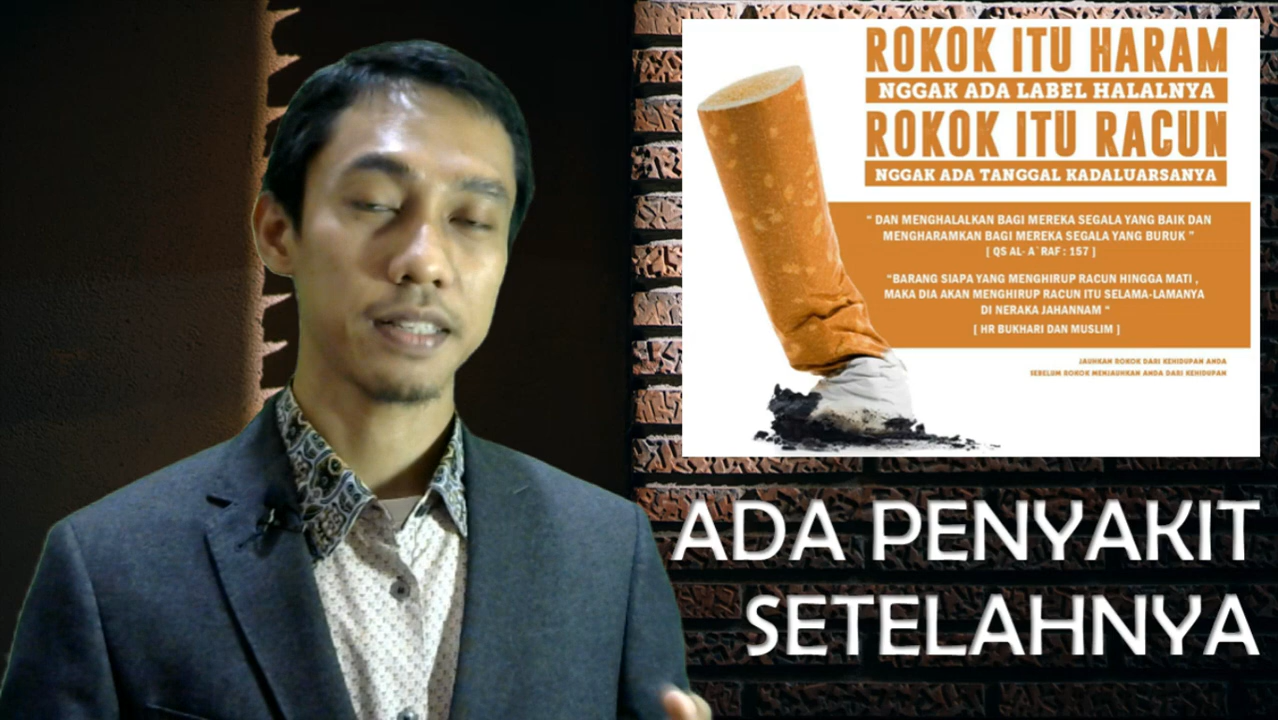 ROKOK ITU HARAM
NGGAK ADA LABEL HALALNYA
ROKOK ITU RACUN
NGGAK ADA TANGGAL KADALUARSANYA
" DAN MENGHALALKAN BAGI MEREKA SEGALA YANG BAIK DAN
MENGHARAMKAN BAGI MEREKA SEGALA YANG BURUK "
[ QS AL- A`RAF : 157 ]
"BARANG SIAPA YANG MENGHIRUP RACUN HINGGA MATI ,
MAKA DIA AKAN MENGHIRUP RACUN ITU SELAMA-LAMANYA
DI NERAKA JAHANNAM "
[ HR BUKHARI DAN MUSLIM ]
JAUHKAN ROKOK DARI KEHIDUPAN ANDA
SEBELUM ROKOK MENJAUHKAN ANDA DARI KEHIDUPAN
ADA PENYAKIT
SETELAHNYA